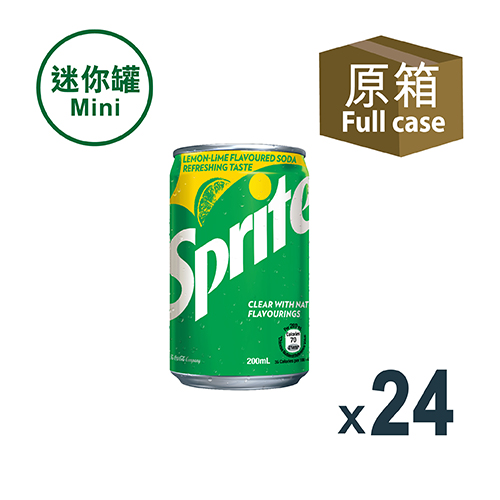 迷你罐
Mini
原箱
Full case
LEMON-LIME FLAVOURED SODA
REFRESHING TASTE
Sprite
CLEAR WITH NAT
FLAVOURINGS
Calories
70
200mL
x24